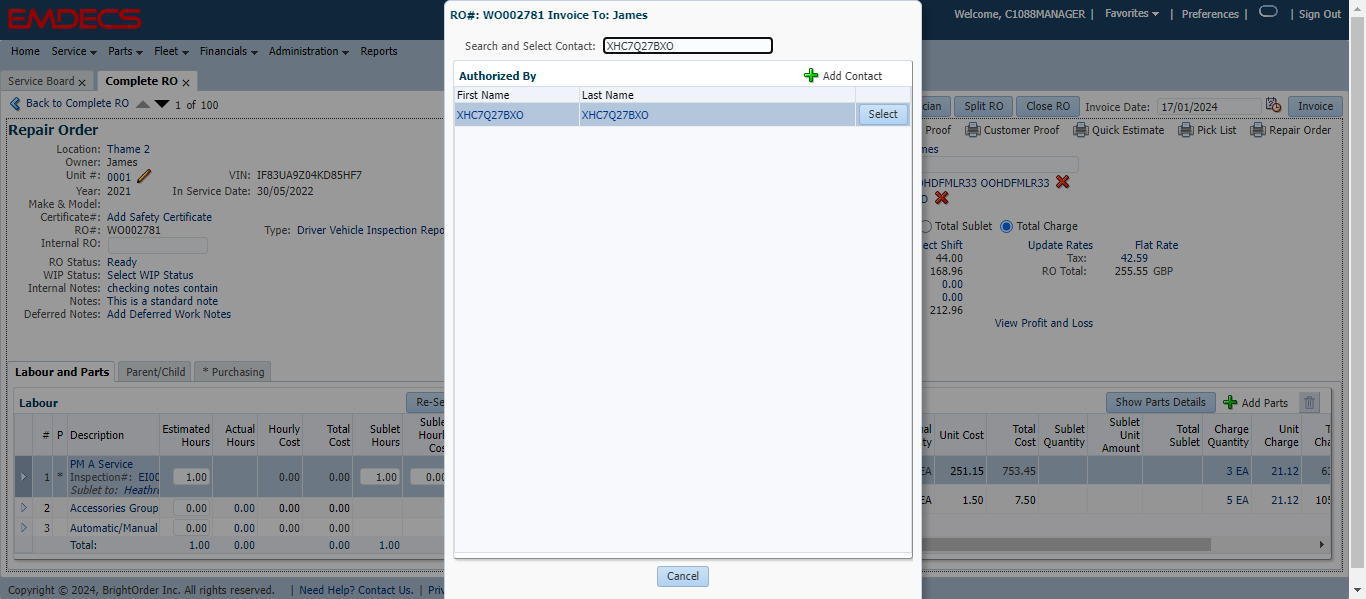 EMDECS
Welcome, C1088MANAGER | Favorites | Preferences | | Sign Out
Home Service Parts Fleet Financials Administration Reports
Service Board x Complete RO x
Back to Complete RO 1 of 100
Split RO Close RO Invoice Date: 17/01/2024 Invoice
Proof Customer Proof Quick Estimate Pick List Repair Order
Repair Order
Location: Thame 2
Owner: James
Unit #: 0001 VIN: IF83UA9Z04KD85HF7
Year: 2021 In Service Date: 30/05/2022
Make & Model:
Certificate#: Add Safety Certificate
RO#: WO002781 Type: Driver Vehicle Inspection Repo
Internal RO:
RO Status: Ready
WIP Status: Select WIP Status
Internal Notes: checking notes contain
Notes: This is a standard note
Deferred Notes: Add Deferred Work Notes
RO#: WO002781 Invoice To: James
Search and Select Contact: XHC7Q27BXO
Authorized By Add Contact
First Name Last Name
XHC7Q27BXO XHC7Q27BXO Select
Cancel
OHDFMLR33 OOHDFMLR33
Total Sublet Total Charge
Shift Update Rates Flat Rate
44.00 Tax: 42.59
168.96 RO Total: 255.55 GBP
0.00
0.00
212.96
View Profit and Loss
Labour and Parts Parent/Child * Purchasing
Labour Re-Se
Show Parts Details Add Parts
# P Description Estimated Hours Actual Hours Hourly Cost Total Cost Sublet Hours Suble Hourl Cos
Unit Cost Total Cost Sublet Quantity Sublet Unit Amount Total Sublet Charge Quantity Unit Charge
1 * PM A Service 1.00 0.00 0.00 1.00 0.00
Inspection#: EI00
Sublet to: Heathr
EA 251.15 753.45 3 EA 21.12
2 Accessories Group 0.00 0.00 0.00 0.00
EA 1.50 7.50 5 EA 21.12 105
3 Automatic/Manual 0.00 0.00 0.00 0.00
Total: 1.00 0.00 0.00 1.00
Copyright © 2024, BrightOrder Inc. All rights reserved. | Need Help? Contact Us. | Priv